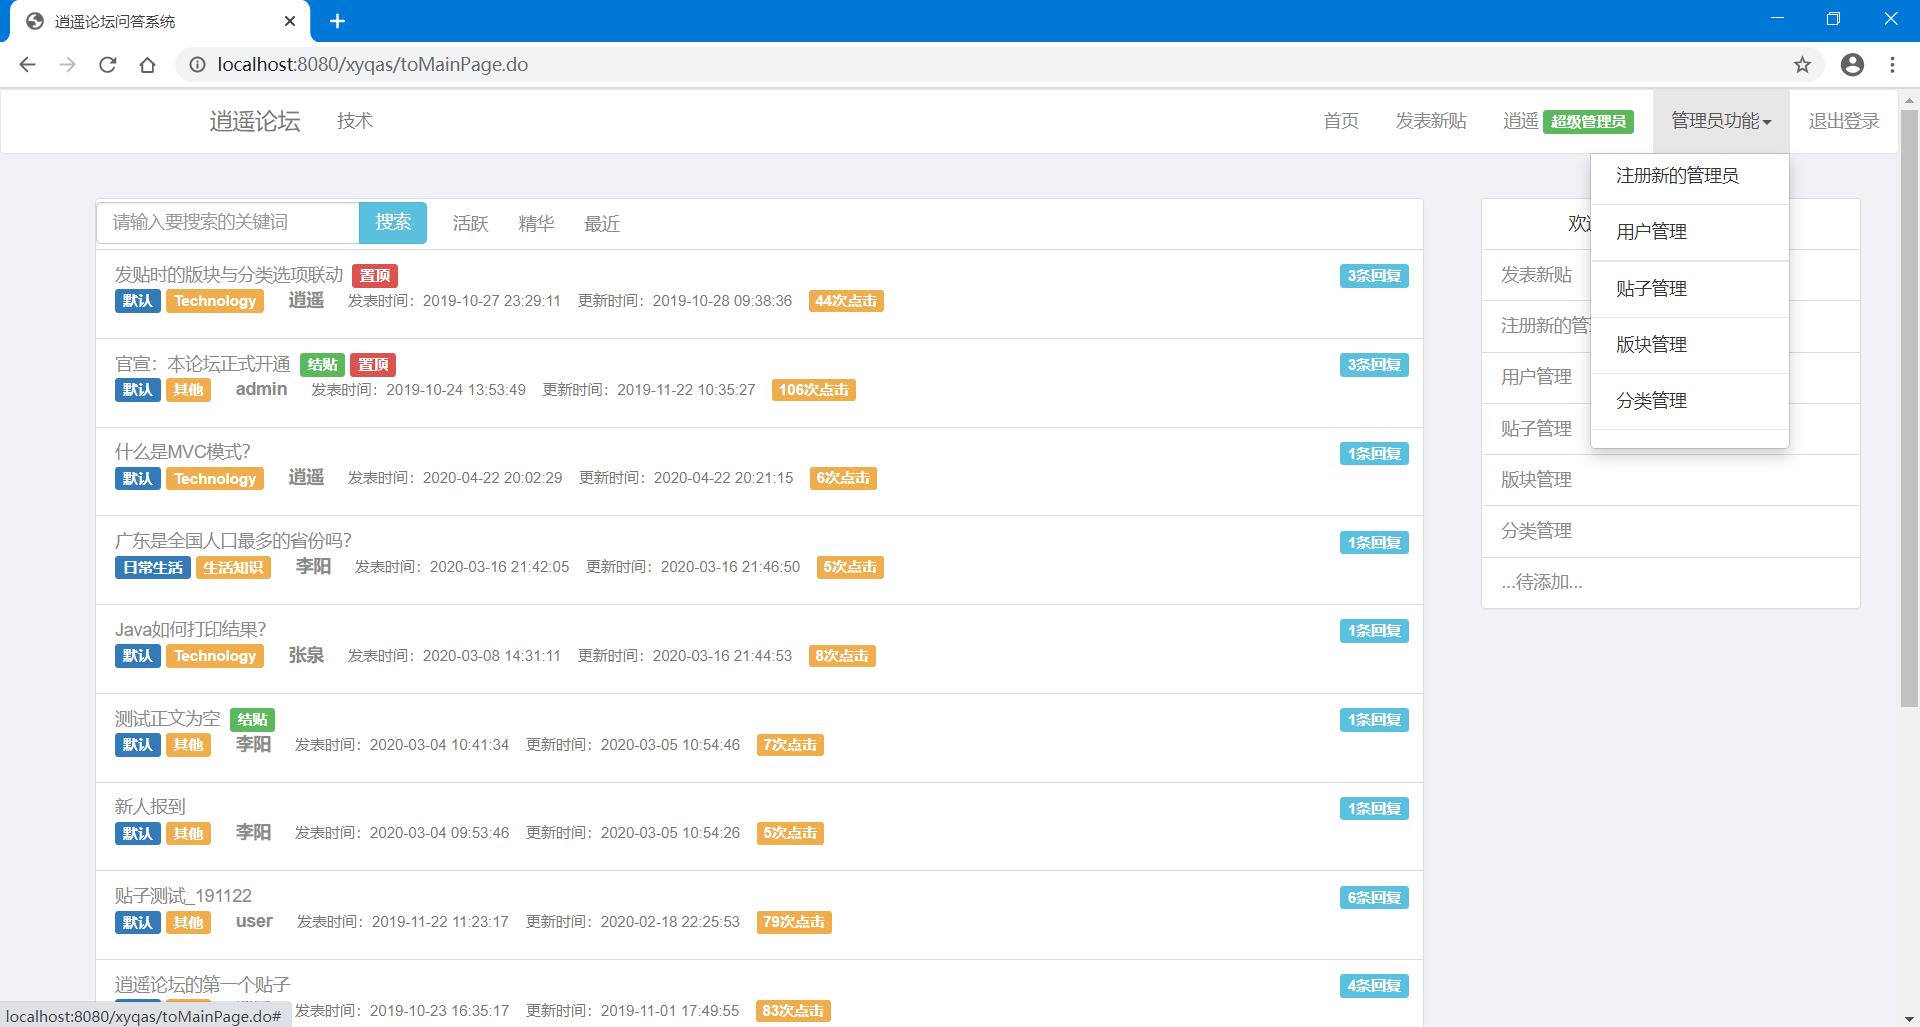 逍遥论坛问答系统
localhost:8080/xyqas/toMainPage.do
逍遥论坛 技术 首页 发表新贴 逍遥 超级管理员 管理员功能 退出登录
注册新的管理员
用户管理
贴子管理
版块管理
分类管理
请输入要搜索的关键词 搜索 活跃 精华 最近
发贴时的版块与分类选项联动 置顶 3条回复
默认 Technology 逍遥 发表时间：2019-10-27 23:29:11 更新时间：2019-10-28 09:38:36 44次点击
官宣：本论坛正式开通 结贴 置顶 3条回复
默认 其他 admin 发表时间：2019-10-24 13:53:49 更新时间：2019-11-22 10:35:27 106次点击
什么是MVC模式？ 1条回复
默认 Technology 逍遥 发表时间：2020-04-22 20:02:29 更新时间：2020-04-22 20:21:15 6次点击
广东是全国人口最多的省份吗？ 1条回复
日常生活 生活知识 李阳 发表时间：2020-03-16 21:42:05 更新时间：2020-03-16 21:46:50 5次点击
Java如何打印结果？ 1条回复
默认 Technology 张泉 发表时间：2020-03-08 14:31:11 更新时间：2020-03-16 21:44:53 8次点击
测试正文为空 结贴 1条回复
默认 其他 李阳 发表时间：2020-03-04 10:41:34 更新时间：2020-03-05 10:54:46 7次点击
新人报到 1条回复
默认 其他 李阳 发表时间：2020-03-04 09:53:46 更新时间：2020-03-05 10:54:26 5次点击
贴子测试_191122 6条回复
默认 其他 user 发表时间：2019-11-22 11:23:17 更新时间：2020-02-18 22:25:53 79次点击
逍遥论坛的第一个贴子 4条回复
发表时间：2019-10-23 16:35:17 更新时间：2019-11-01 17:49:55 83次点击
欢
发表新贴
注册新的管
用户管理
贴子管理
版块管理
分类管理
...待添加...
localhost:8080/xyqas/toMainPage.do#